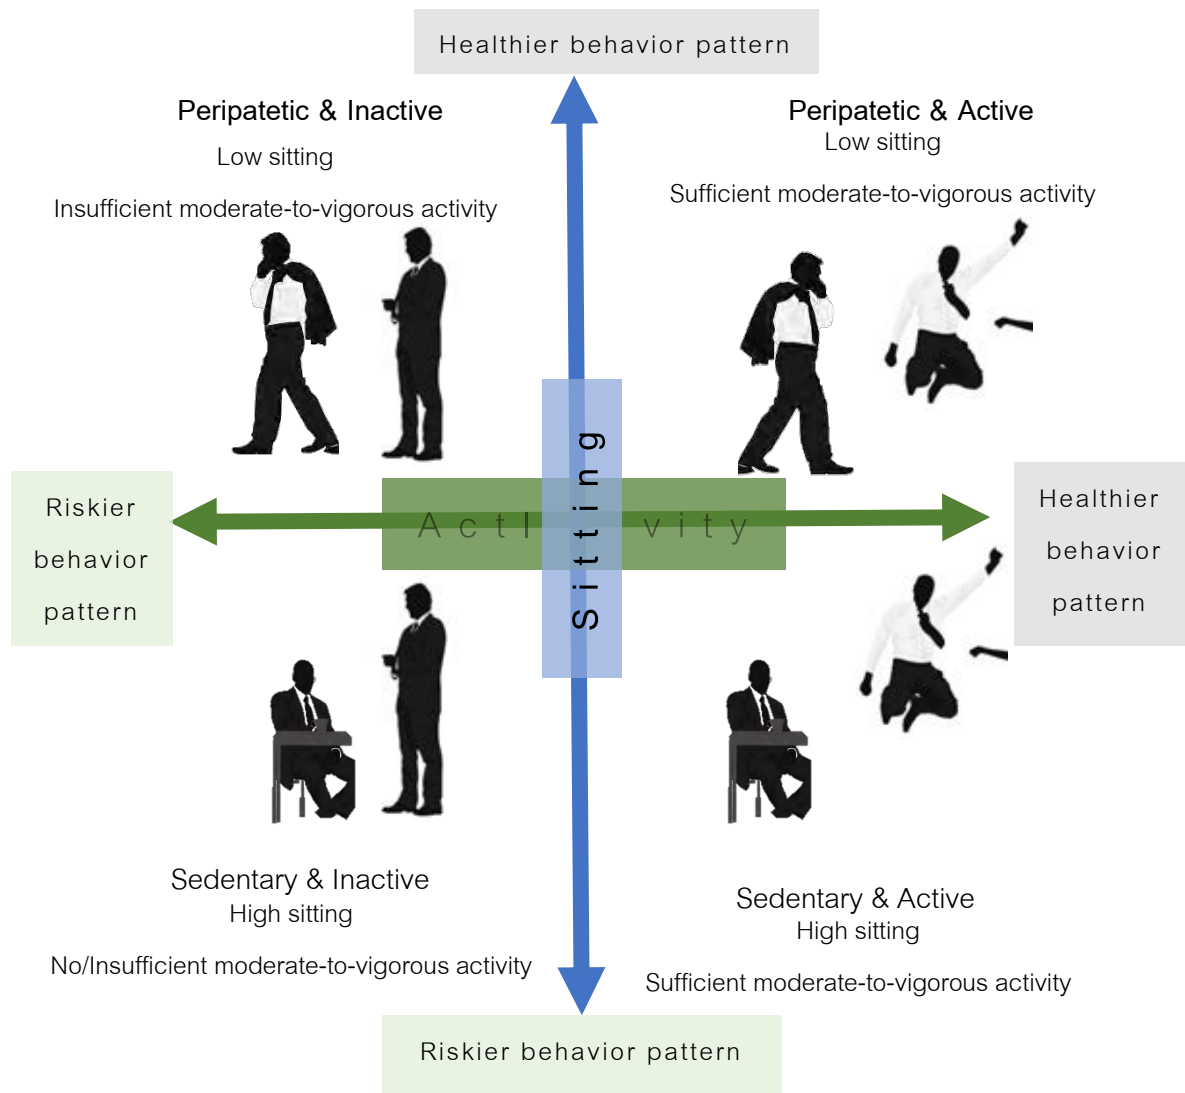 Healthier behavior pattern
Peripatetic & Inactive
Low sitting
Insufficient moderate-to-vigorous activity
Peripatetic & Active
Low sitting
Sufficient moderate-to-vigorous activity
Riskier
behavior
pattern
ActIvity
Sitting
Healthier
behavior
pattern
Sedentary & Inactive
High sitting
No/Insufficient moderate-to-vigorous activity
Sedentary & Active
High sitting
Sufficient moderate-to-vigorous activity
Riskier behavior pattern